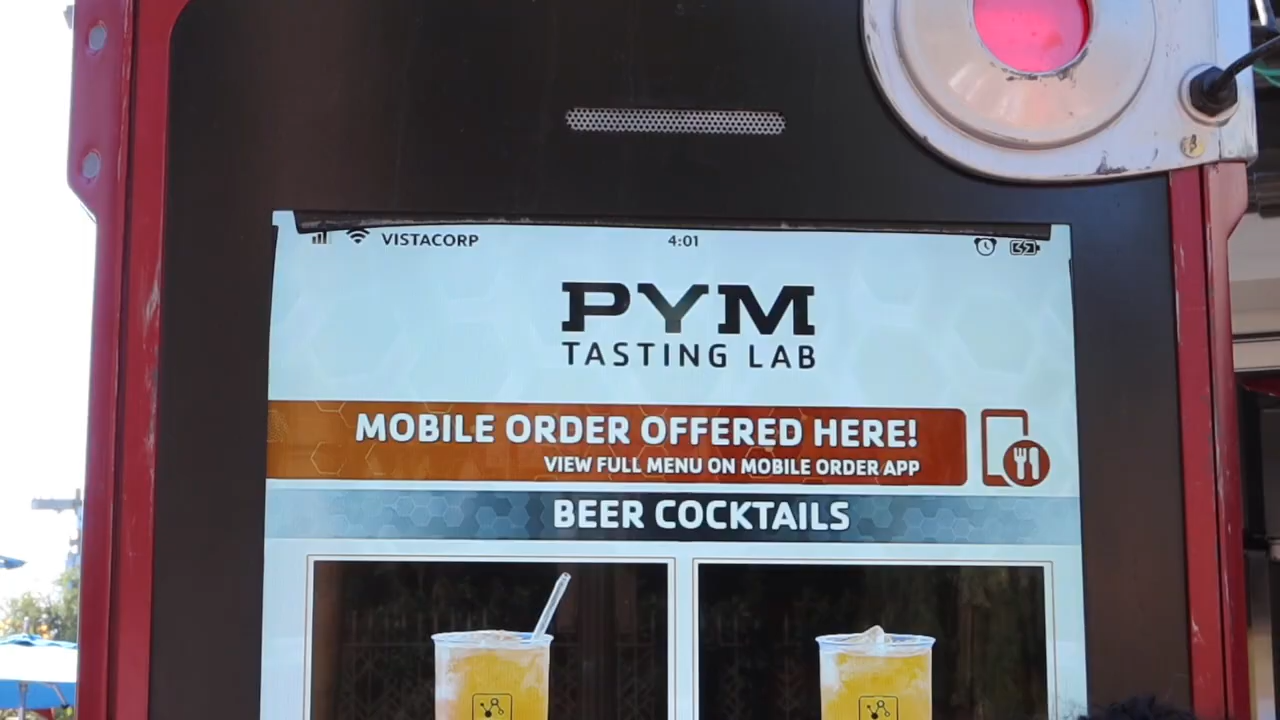 VISTACORP 4:01
PYM
TASTING LAB
MOBILE ORDER OFFERED HERE!
VIEW FULL MENU ON MOBILE ORDER APP
BEER COCKTAILS